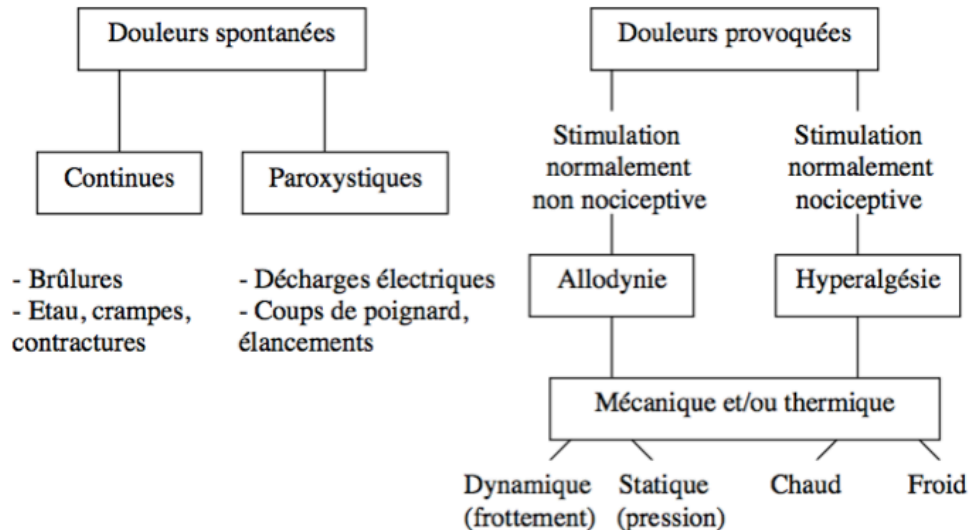 Douleurs spontanées
Continues
Paroxystiques
- Brûlures
- Etau, crampes,
contractures
- Décharges électriques
- Coups de poignard,
élancements
Douleurs provoquées
Stimulation
normalement
non nociceptive
Stimulation
normalement
nociceptive
Allodynie
Hyperalgésie
Mécanique et/ou thermique
Dynamique
(frottement)
Statique
(pression)
Chaud
Froid